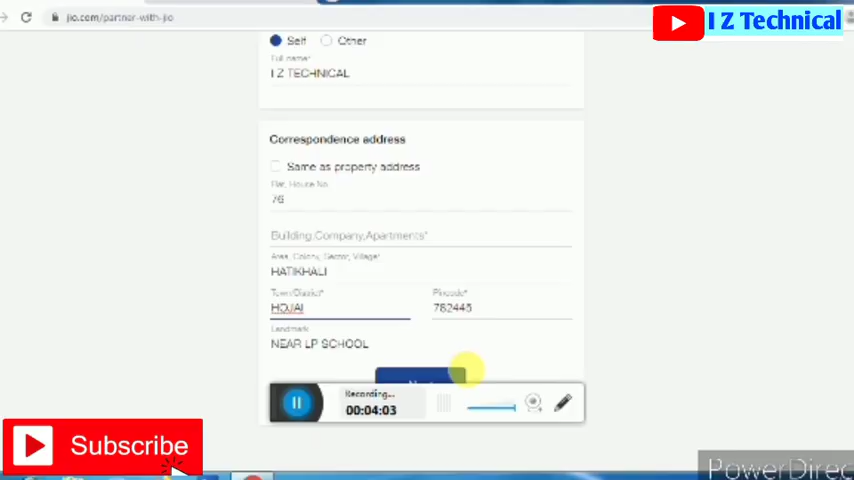 jio.com/partner-with-jio
I Z Technical
Self
Other
Full name*
I Z TECHNICAL
Correspondence address
Same as property address
Flat, House No.
76
Building,Company,Apartments*
Area, Colony, Sector, Village*
HATIKHALI
Town/District*
Pincode*
HOJAI
782445
Landmark
NEAR LP SCHOOL
Recording...
00:04:03
Subscribe
PowerDirec